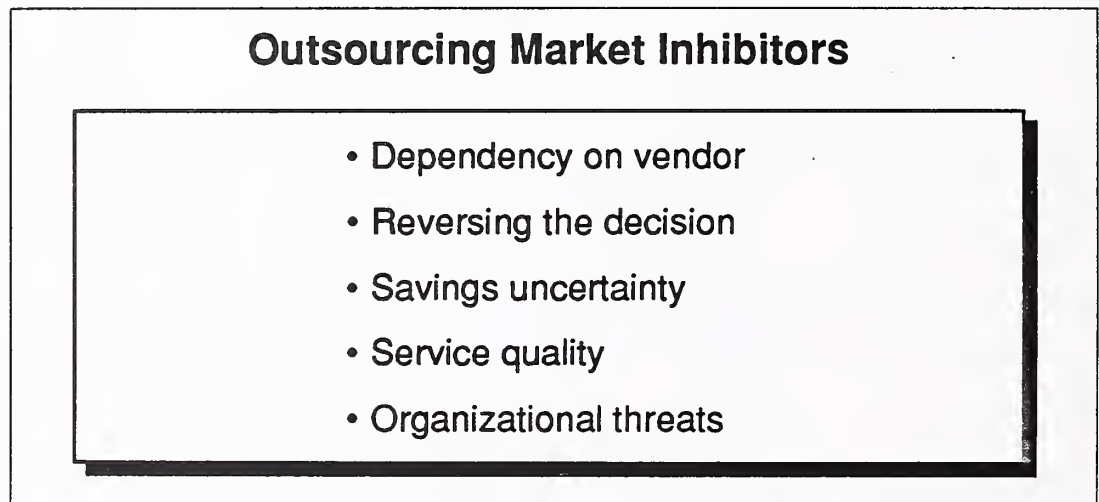 Outsourcing Market Inhibitors
• Dependency on vendor
• Reversing the decision
• Savings uncertainty
• Service quality
• Organizational threats